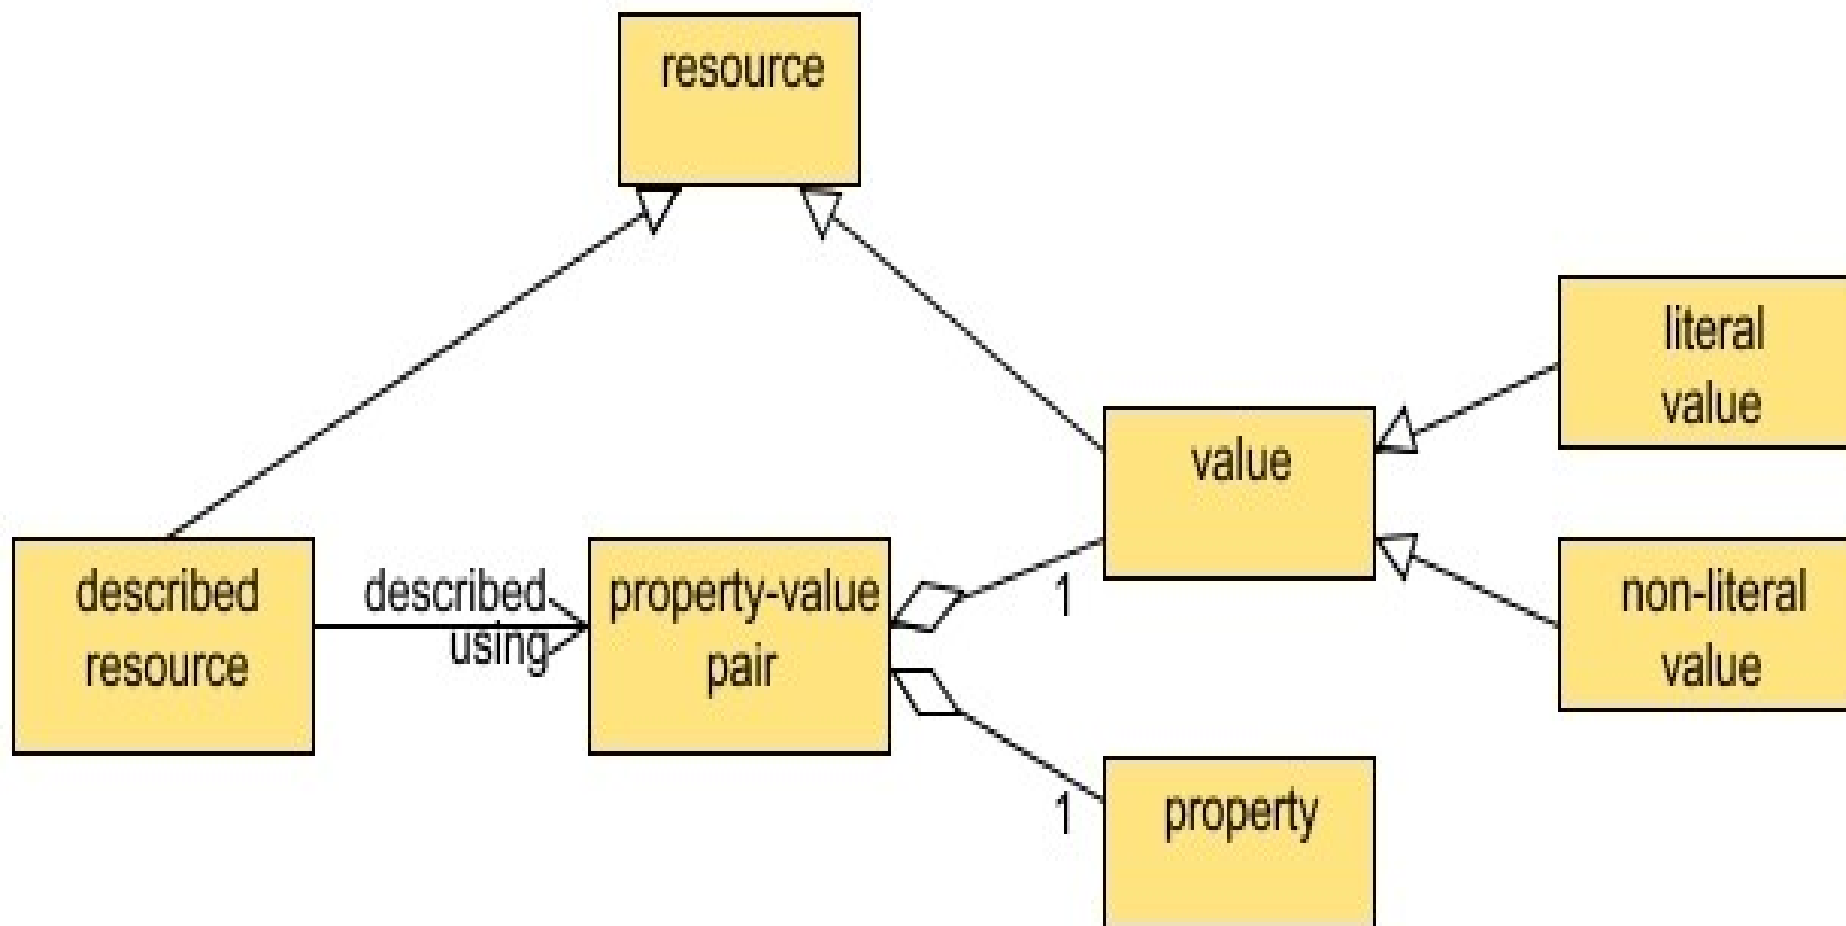 resource
literal
value
value
described
resource
described
using
property-value
pair
1
non-literal
value
1
property